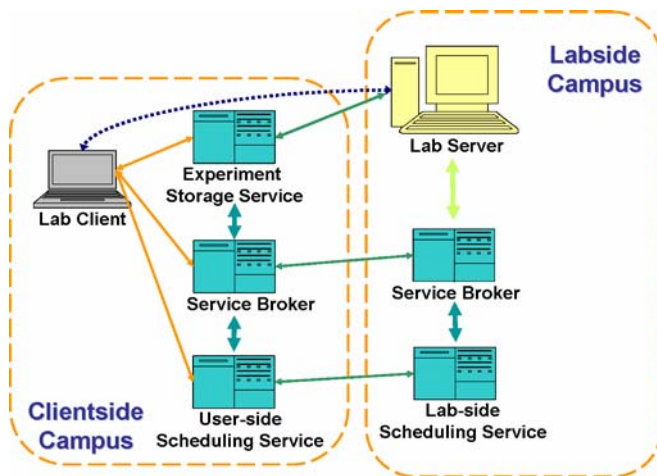 Labside
Campus
Lab Server
Experiment
Storage Service
Lab Client
Service Broker
Service Broker
User-side
Scheduling Service
Lab-side
Scheduling Service
Clientside
Campus